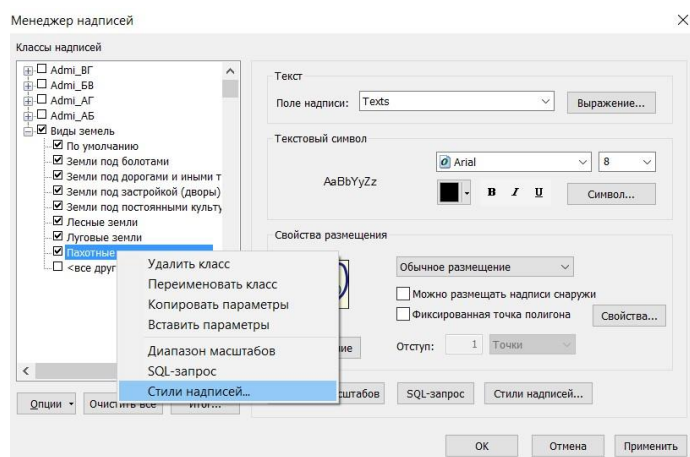 Менеджер надписей
Классы надписей
Admi_ВГ
Admi_БВ
Admi_АГ
Admi_АБ
Виды земель
По умолчанию
Земли под болотами
Земли под дорогами и иными т
Земли под застройкой (дворы)
Земли под постоянными культу
Лесные земли
Луговые земли
Пахотные
<все друг
Удалить класс
Переименовать класс
Копировать параметры
Вставить параметры
Диапазон масштабов
SQL-запрос
Стили надписей...
Опции
Очистить все
Итог...
Текст
Поле надписи: Texts
Выражение...
Текстовый символ
AaBbYyZz
Arial
8
B I U
Символ...
Свойства размещения
Обычное размещение
Можно размещать надписи снаружи
Фиксированная точка полигона
Свойства...
ние
Отступ: 1 Точки
сштабов
SQL-запрос
Стили надписей...
OK
Отмена
Применить